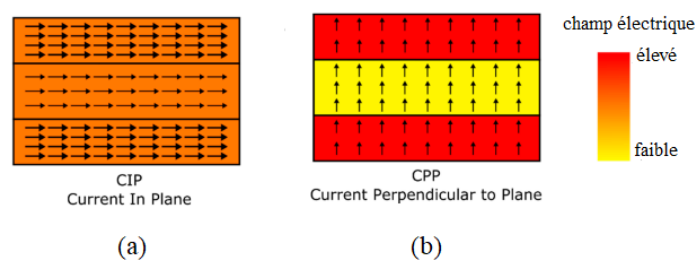 champ électrique
élevé
faible
CIP
Current In Plane
CPP
Current Perpendicular to Plane
(a)
(b)